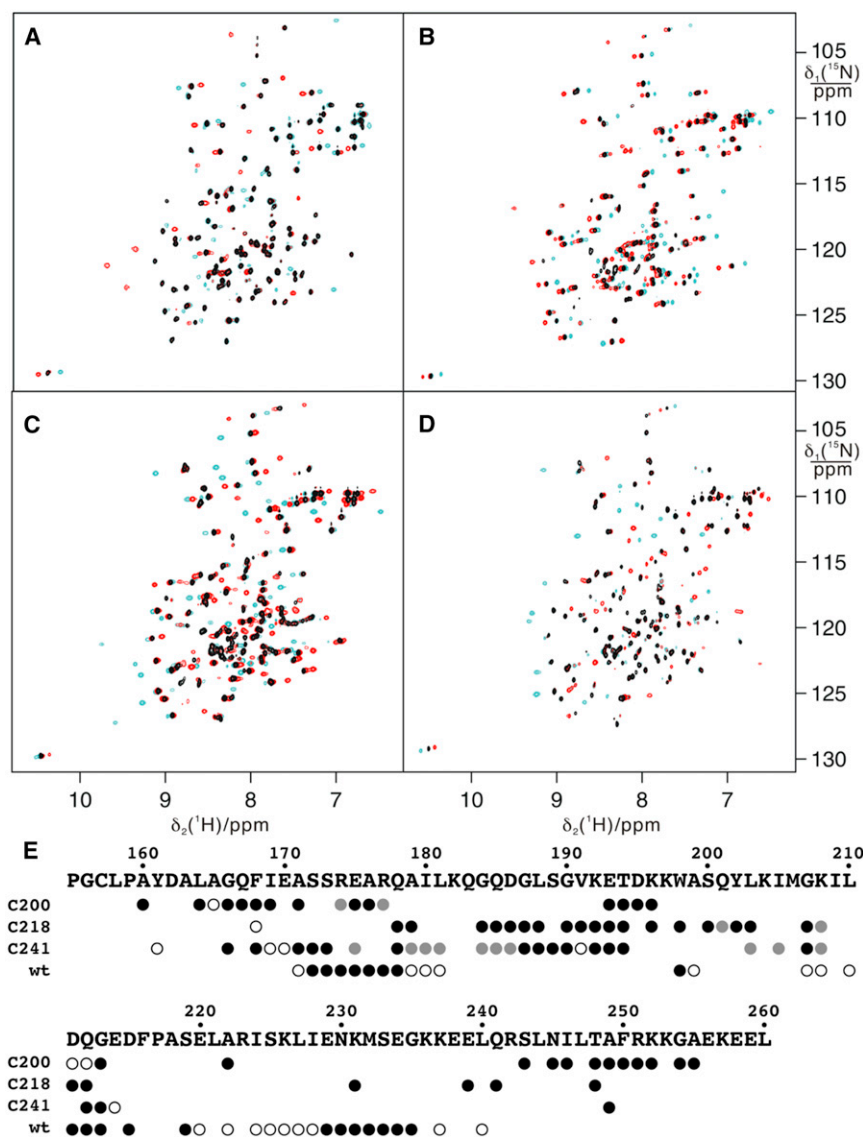 A
B
105
δ₁(¹⁵N)
ppm
110
115
120
125
130
C
D
105
δ₁(¹⁵N)
ppm
110
115
120
125
130
10 9 8 7 10 9 8 7
δ₂(¹H)/ppm δ₂(¹H)/ppm
E 160 170 180 190 200 210
PGCLPAYDALAGQFIEASSREARQAILKQGQDGLSGVKETDKKWASQYLKIMGKIL
C200
C218
C241
wt
220 230 240 250 260
DQGEDFPASELARISKLIENKMSEGKKEELQRSLNILTAFRKKGAEKEEL
C200
C218
C241
wt